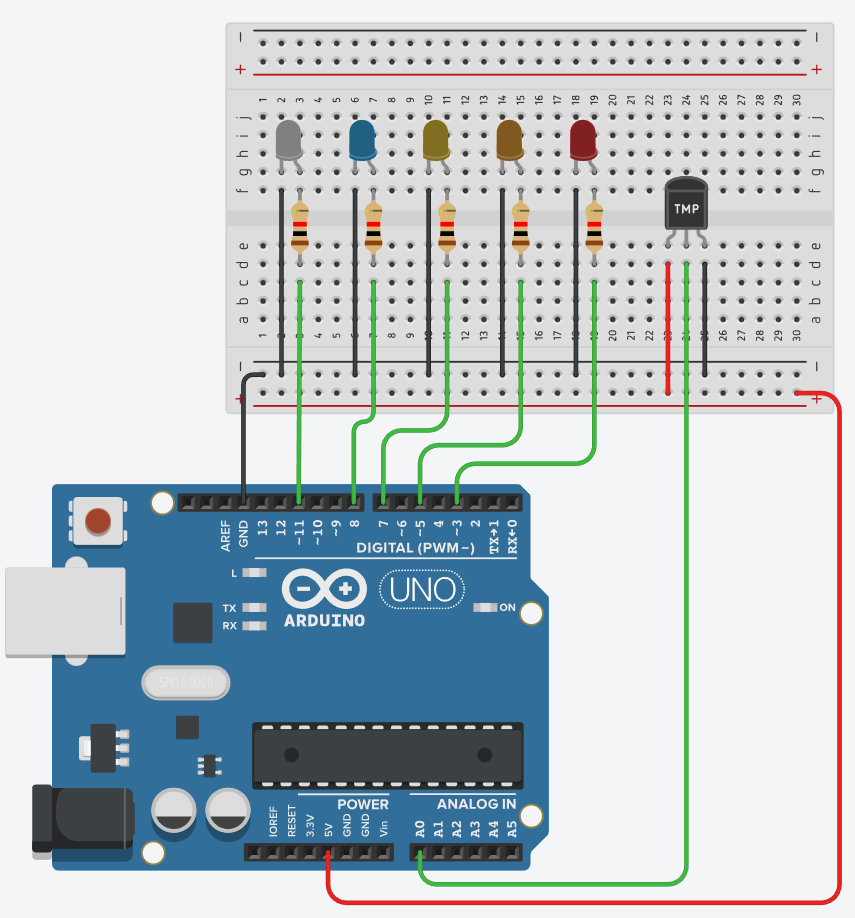 − −
+ +
1 2 3 4 5 6 7 8 9 10 11 12 13 14 15 16 17 18 19 20 21 22 23 24 25 26 27 28 29 30
j j
i i
h h
g g
f f
TMP
e e
d d
c c
b b
a a
1 2 3 4 5 6 7 8 9 10 11 12 13 14 15 16 17 18 19 20 21 22 23 24 25 26 27 28 29 30
− −
+ +
AREF GND 13 12 ~11 ~10 ~9 8 7 ~6 ~5 4 ~3 2 TX→1 RX←0
DIGITAL (PWM~)
L
TX
RX
ARDUINO
UNO
ON
SPK16.000G
POWER
ANALOG IN
IOREF RESET 3.3V 5V GND GND Vin A0 A1 A2 A3 A4 A5